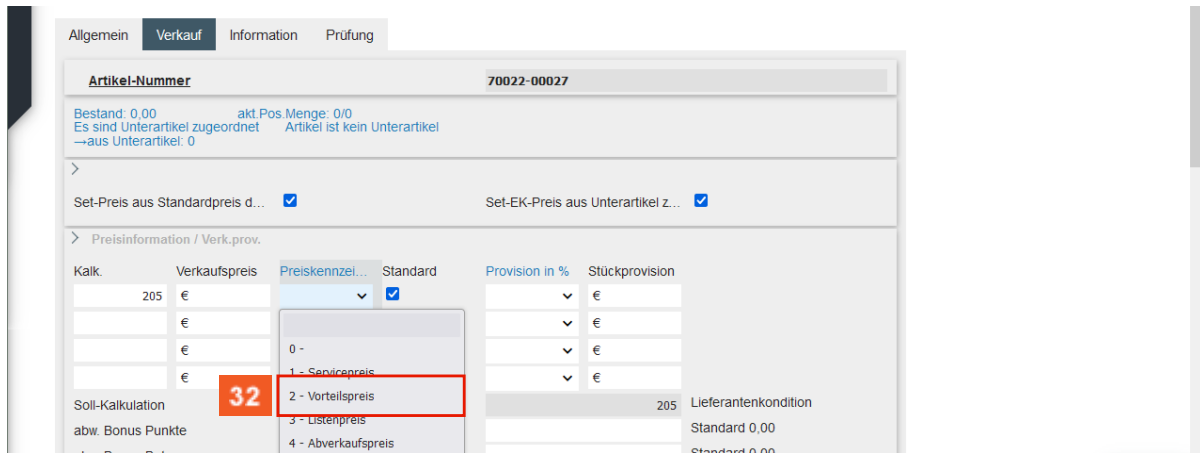 Allgemein Verkauf Information Prüfung
Artikel-Nummer 70022-00027
Bestand: 0,00 akt.Pos.Menge: 0/0
Es sind Unterartikel zugeordnet Artikel ist kein Unterartikel
→aus Unterartikel: 0
Set-Preis aus Standardpreis d... Set-EK-Preis aus Unterartikel z...
Preisinformation / Verk.prov.
Kalk. Verkaufspreis Preiskennzei... Standard Provision in % Stückprovision
205 € €
€ €
€ 0 - €
€ 1 - Servicepreis €
32 2 - Vorteilspreis
Soll-Kalkulation 205 Lieferantenkondition
3 - Listenpreis
abw. Bonus Punkte Standard 0,00
4 - Abverkaufspreis
Standard 0,00